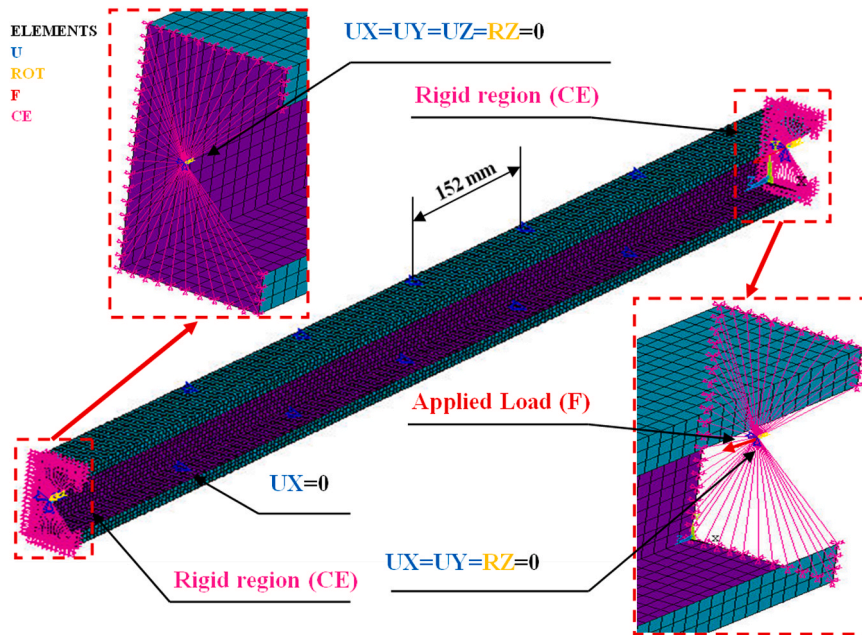 ELEMENTS
U
ROT
F
CE
UX=UY=UZ=RZ=0
Rigid region (CE)
152 mm
Y
X
Applied Load (F)
UX=0
X
Rigid region (CE)
UX=UY=RZ=0